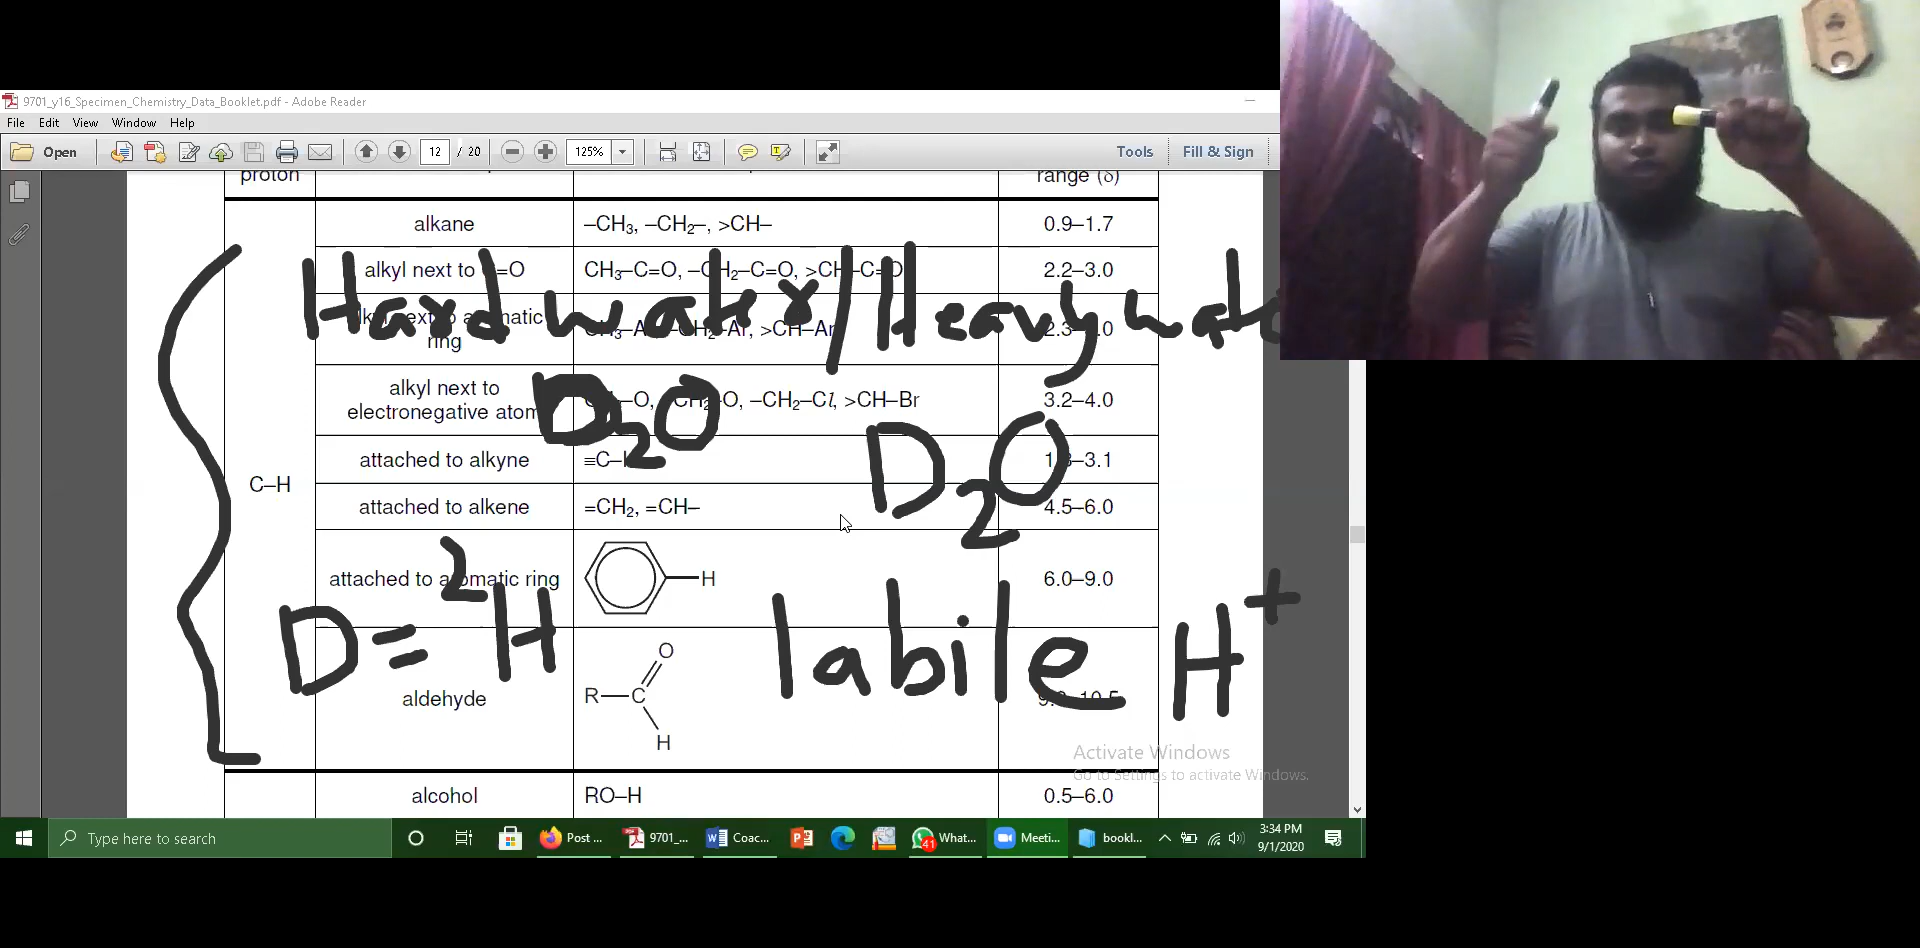 9701_y16_Specimen_Chemistry_Data_Booklet.pdf - Adobe Reader
File Edit View Window Help
Open 12 / 20 125% Tools Fill & Sign
proton range (δ)
alkane –CH₃, –CH₂–, >CH– 0.9–1.7
alkyl next to =O CH₃–C=O, –CH₂–C=O, >CH–C=O 2.2–3.0
Hard water/Heavy wat
ring
alkyl next to
electronegative atom –O, –CH₂–O, –CH₂–Cl, >CH–Br 3.2–4.0
D₂O D₂O
attached to alkyne ≡C–H –3.1
C–H
attached to alkene =CH₂, =CH– 4.5–6.0
attached to aromatic ring H 6.0–9.0
D = ²H labile H⁺
O
R C
aldehyde
H
Activate Windows
Go to Settings to activate Windows.
alcohol RO–H 0.5–6.0
Type here to search Post ... 9701_... Coac... 41 What... Meeti... bookl... 3:34 PM
9/1/2020